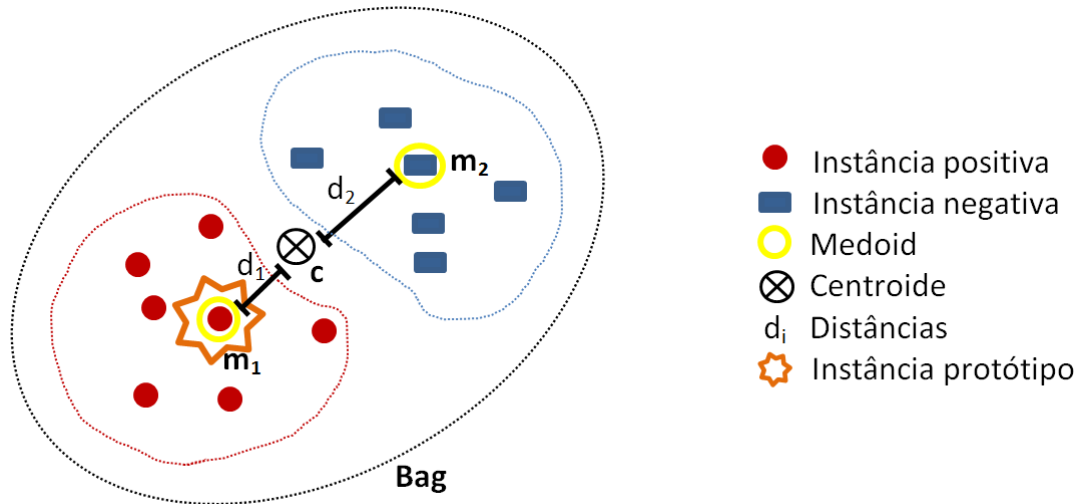 m₂
d₂
d₁
c
m₁
Bag
Instância positiva
Instância negativa
Medoid
Centroide
dᵢ Distâncias
Instância protótipo